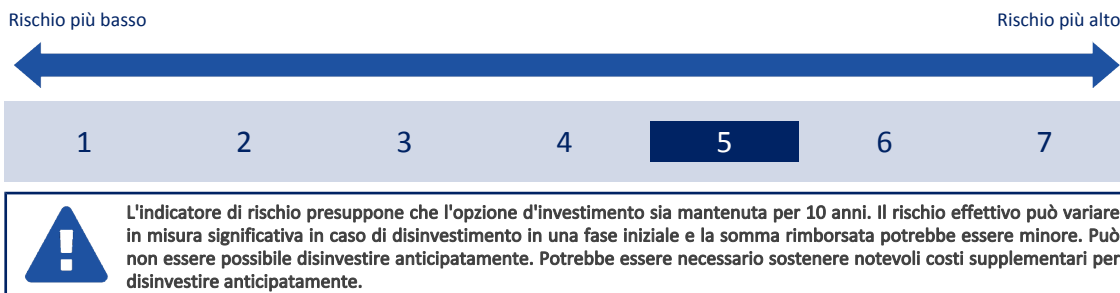 Rischio più basso Rischio più alto
1 2 3 4 5 6 7
L'indicatore di rischio presuppone che l'opzione d'investimento sia mantenuta per 10 anni. Il rischio effettivo può variare
in misura significativa in caso di disinvestimento in una fase iniziale e la somma rimborsata potrebbe essere minore. Può
non essere possibile disinvestire anticipatamente. Potrebbe essere necessario sostenere notevoli costi supplementari per
disinvestire anticipatamente.